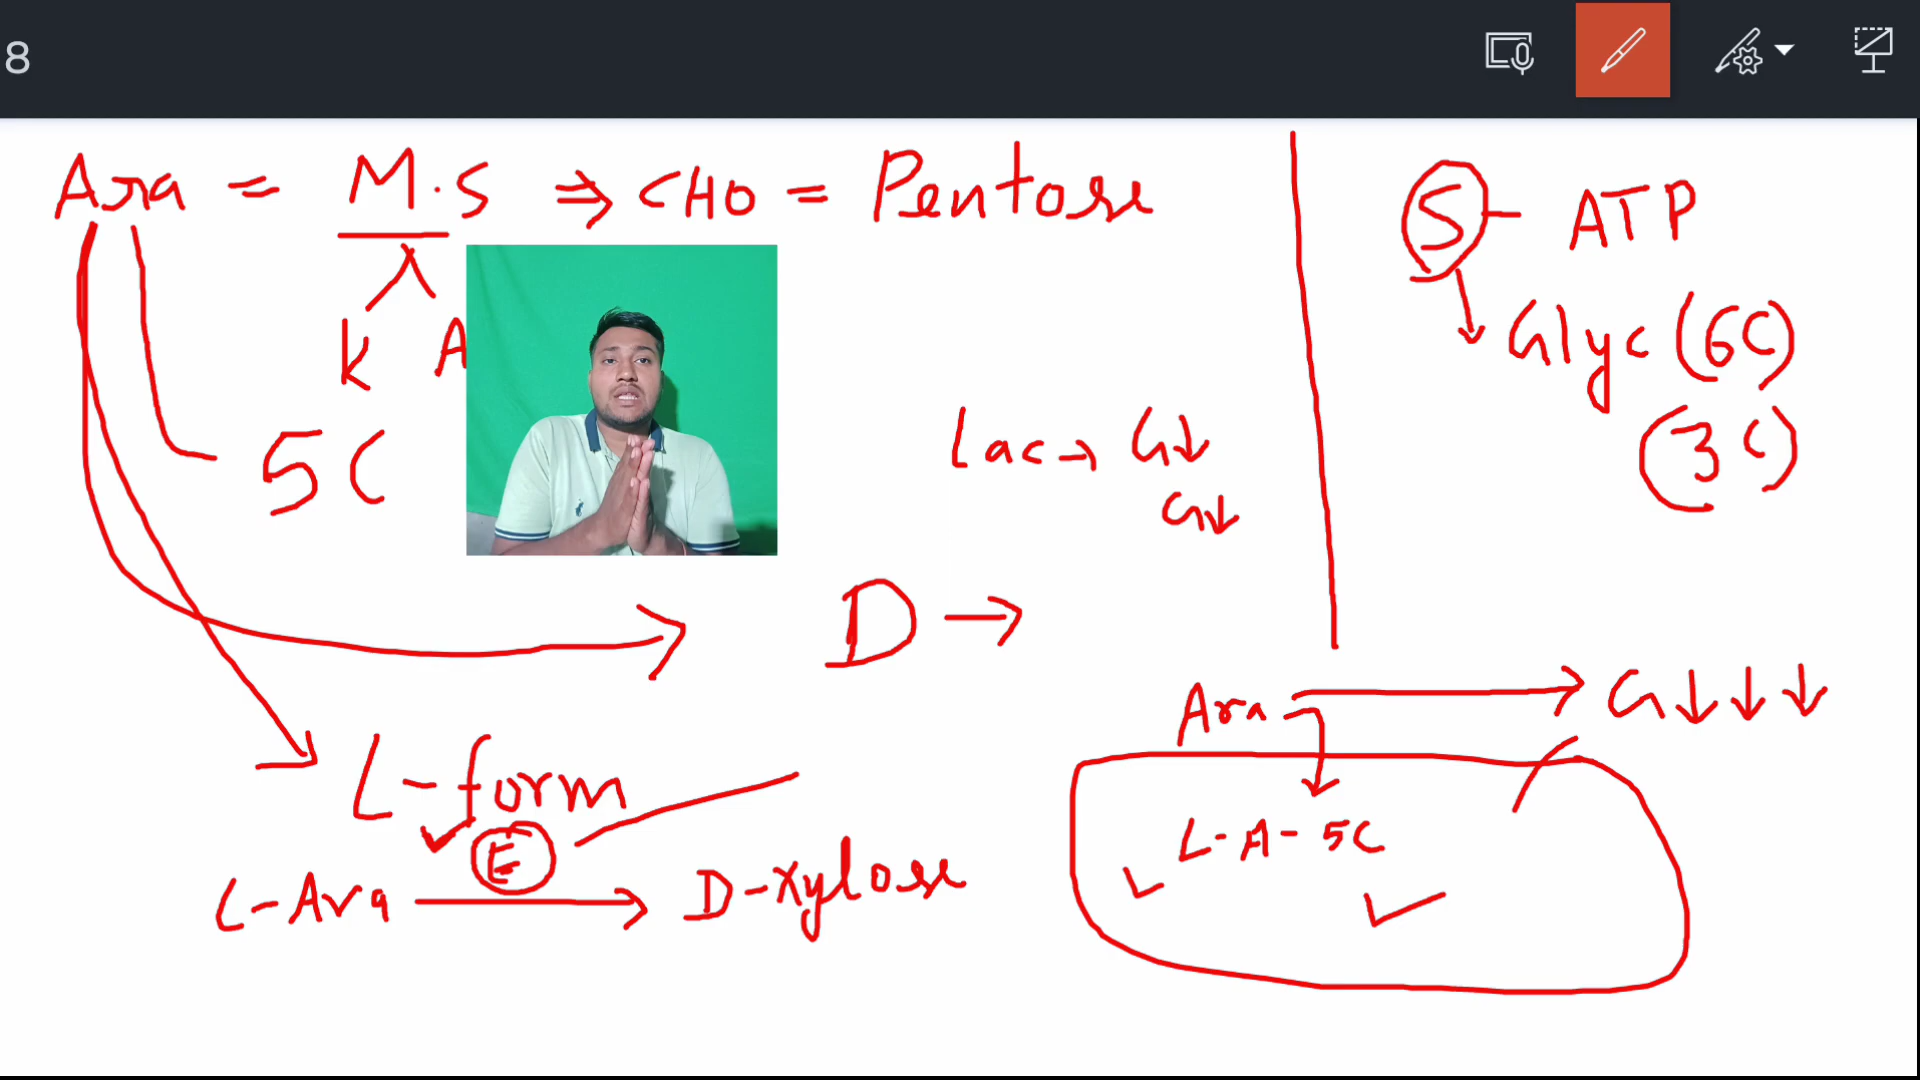 8
Ara = M.S ⇒ CHO = Pentose
K A
5C
Lac → G↓
G↓
D →
L-form
E
L-Ara → D-Xylose
S - ATP
Glyc (6C)
(3C)
Ara → G↓↓↓
L-A-5C